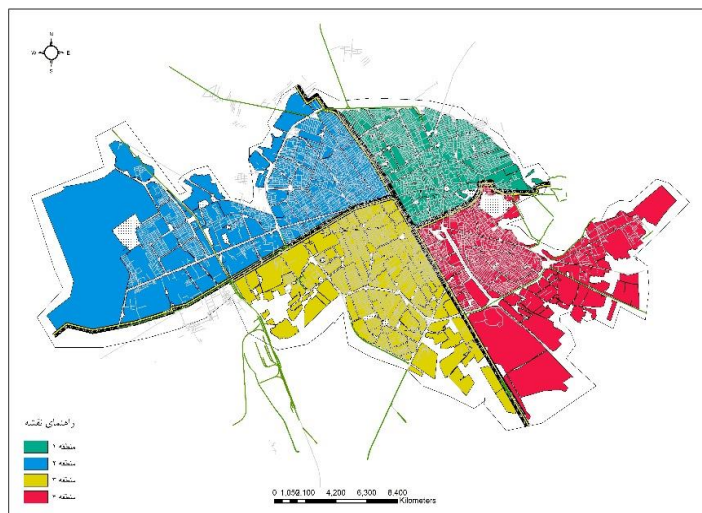 N
W E
S
راهنمای نقشه
منطقه ۱
منطقه ۲
منطقه ۳
منطقه ۴
0 1,050 2,100 4,200 6,300 8,400
Kilometers